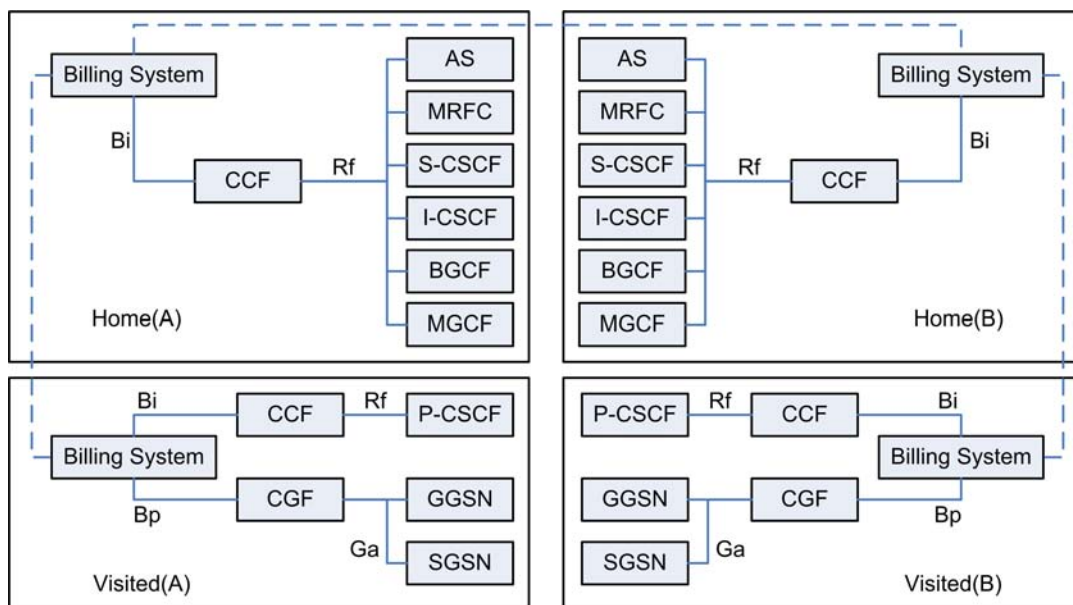 AS
Billing System
MRFC
Bi
S-CSCF
CCF
Rf
I-CSCF
BGCF
MGCF
Home(A)
AS
Billing System
MRFC
Bi
S-CSCF
Rf
CCF
I-CSCF
BGCF
MGCF
Home(B)
Bi
CCF
Rf
P-CSCF
Billing System
CGF
GGSN
Bp
Ga
SGSN
Visited(A)
P-CSCF
Rf
CCF
Bi
Billing System
GGSN
CGF
Bp
Ga
SGSN
Visited(B)